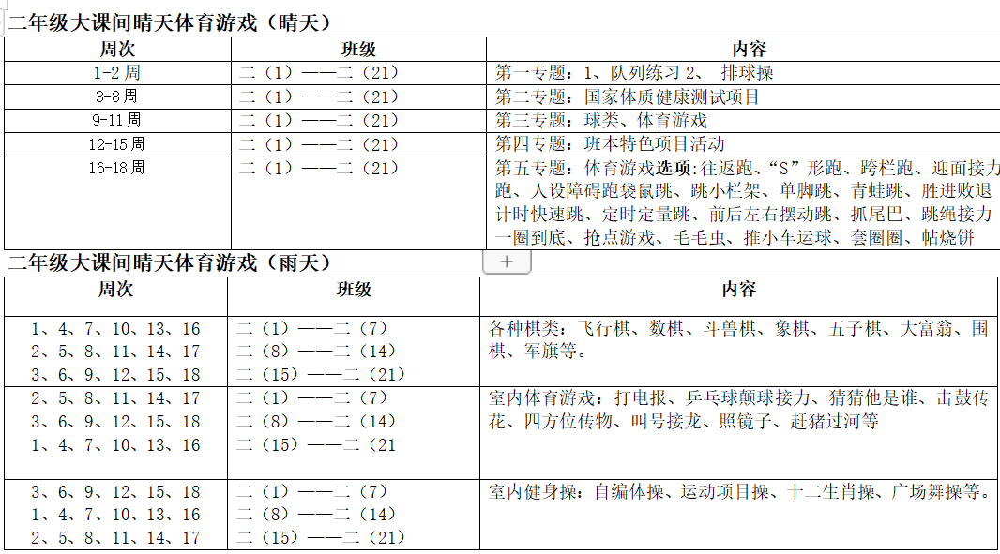 二年级大课间晴天体育游戏（晴天）
周次 班级 内容
1-2周 二（1）——二（21） 第一专题：1、队列练习2、 排球操
3-8周 二（1）——二（21） 第二专题：国家体质健康测试项目
9-11周 二（1）——二（21） 第三专题：球类、体育游戏
12-15周 二（1）——二（21） 第四专题：班本特色项目活动
16-18周 二（1）——二（21） 第五专题：体育游戏选项:往返跑、“S”形跑、跨栏跑、迎面接力
跑、人设障碍跑袋鼠跳、跳小栏架、单脚跳、青蛙跳、胜进败退
计时快速跳、定时定量跳、前后左右摆动跳、抓尾巴、跳绳接力
一圈到底、抢点游戏、毛毛虫、推小车运球、套圈圈、帖烧饼
二年级大课间晴天体育游戏（雨天）
周次 班级 内容
1、4、7、10、13、16 二（1）——二（7） 各种棋类：飞行棋、数棋、斗兽棋、象棋、五子棋、大富翁、围
2、5、8、11、14、17 二（8）——二（14） 棋、军旗等。
3、6、9、12、15、18 二（15）——二（21）
2、5、8、11、14、17 二（1）——二（7） 室内体育游戏：打电报、乒乓球颠球接力、猜猜他是谁、击鼓传
3、6、9、12、15、18 二（8）——二（14） 花、四方位传物、叫号接龙、照镜子、赶猪过河等
1、4、7、10、13、16 二（15）——二（21
3、6、9、12、15、18 二（1）——二（7） 室内健身操：自编体操、运动项目操、十二生肖操、广场舞操等。
1、4、7、10、13、16 二（8）——二（14）
2、5、8、11、14、17 二（15）——二（21）